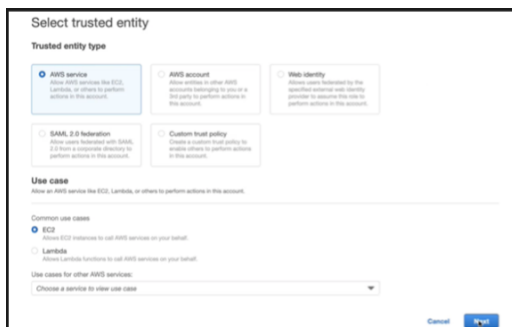 Select trusted entity
Trusted entity type
AWS service
Allow AWS services like EC2,
Lambda, or others to perform
actions in this account.
AWS account
Allow entities in other AWS
accounts belonging to you or a
3rd party to perform actions in
this account.
Web identity
Allows users federated by the
specified external web identity
provider to assume this role to
perform actions in this account.
SAML 2.0 federation
Allow users federated with SAML
2.0 from a corporate directory to
perform actions in this account.
Custom trust policy
Create a custom trust policy to
enable others to perform actions
in this account.
Use case
Allow an AWS service like EC2, Lambda, or others to perform actions in this account.
Common use cases
EC2
Allows EC2 instances to call AWS services on your behalf.
Lambda
Allows Lambda functions to call AWS services on your behalf.
Use cases for other AWS services:
Choose a service to view use case
Cancel
Next